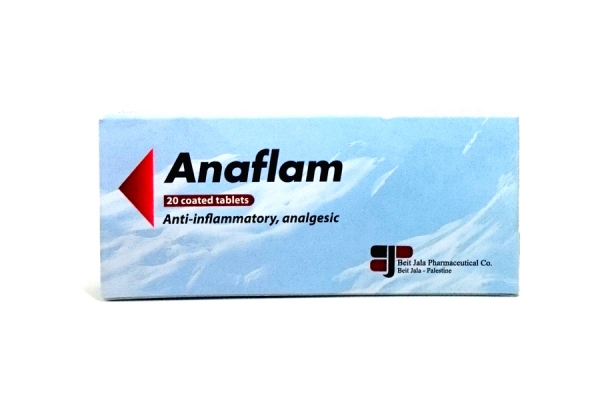 Anaflam
20 coated tablets
Anti-inflammatory, analgesic
Beit Jala Pharmaceutical Co.
Beit Jala - Palestine